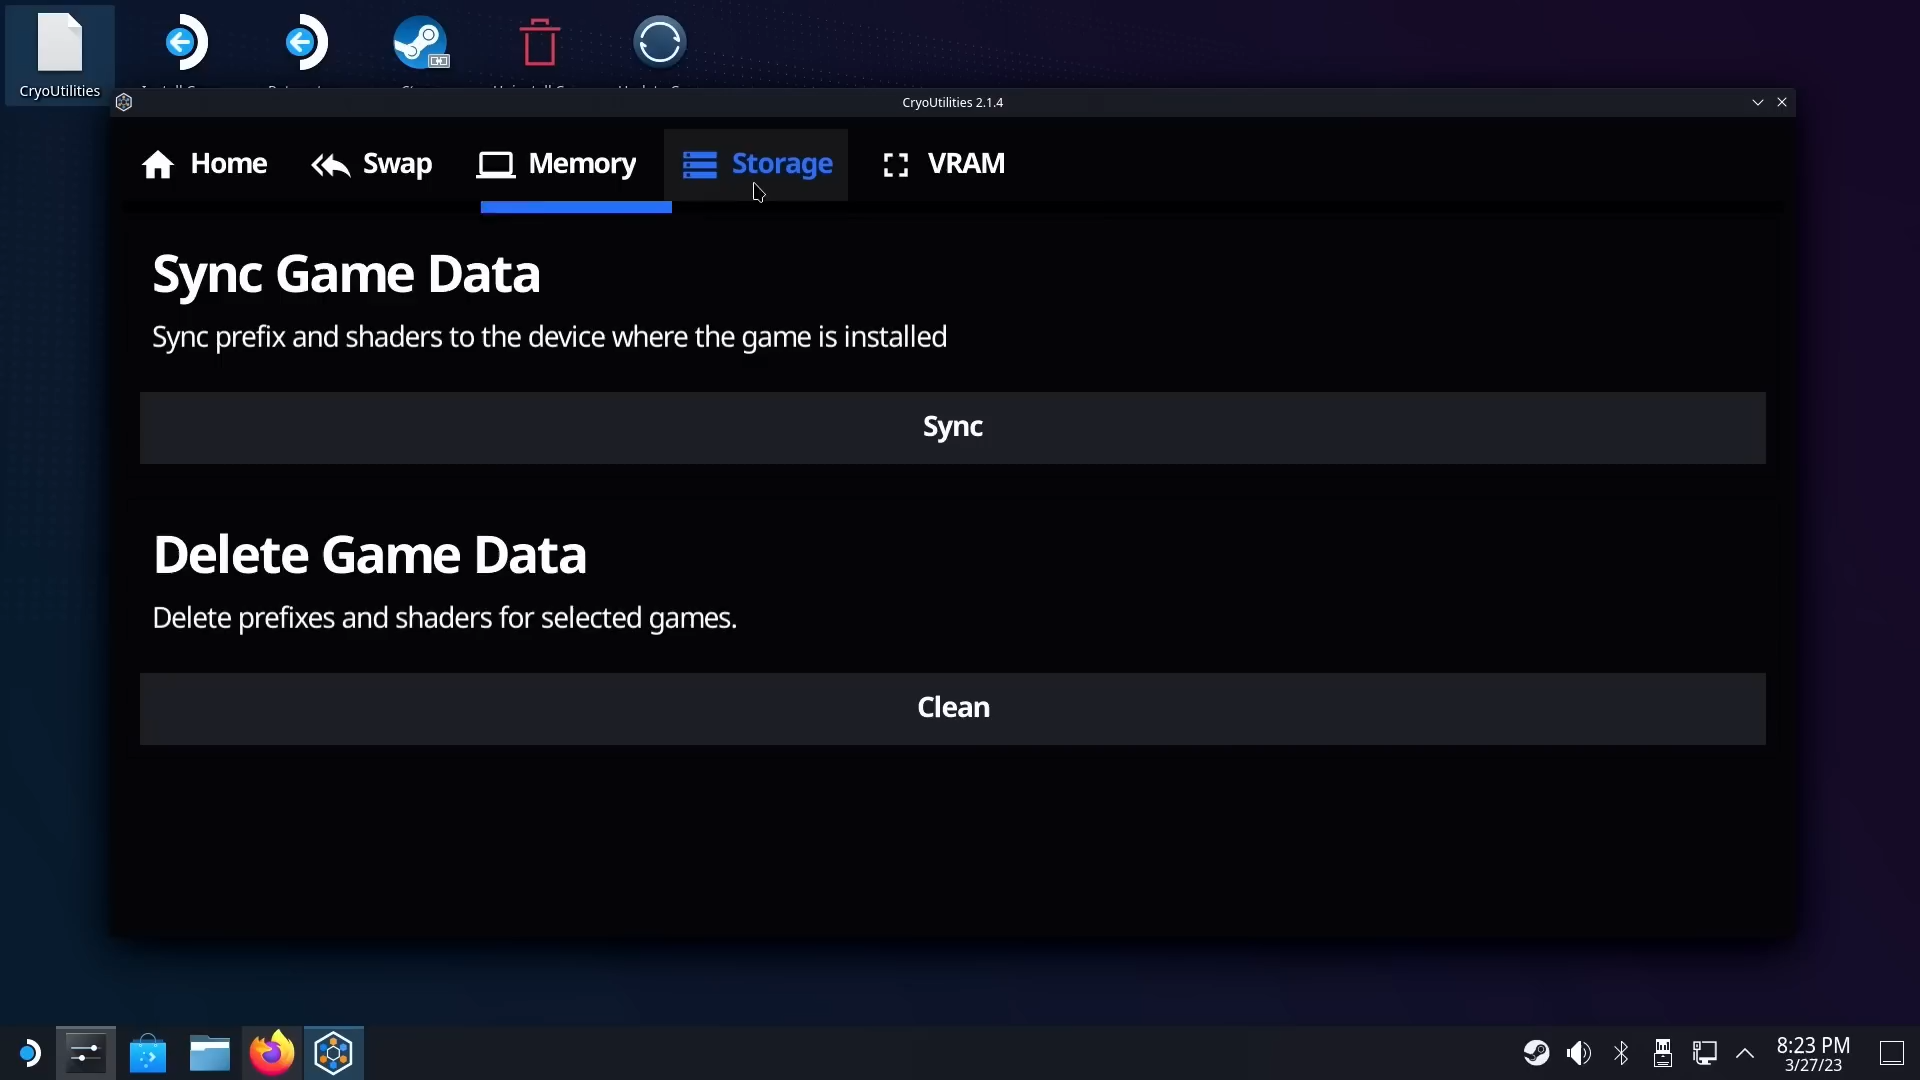 CryoUtilities
CryoUtilities 2.1.4
Home
Swap
Memory
Storage
VRAM
Sync Game Data
Sync prefix and shaders to the device where the game is installed
Sync
Delete Game Data
Delete prefixes and shaders for selected games.
Clean
8:23 PM
3/27/23